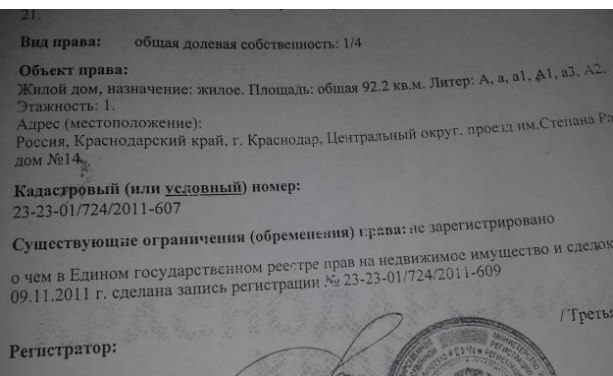 21.
Вид права: общая долевая собственность: 1/4
Объект права:
Жилой дом, назначение: жилое. Площадь: общая 92.2 кв.м. Литер: А, а, а1, А1, а3, А2.
Этажность: 1.
Адрес (местоположение):
Россия, Краснодарский край, г. Краснодар, Центральный округ. проезд им.Степана Ра
дом №14
Кадастровый (или условный) номер:
23-23-01/724/2011-607
Существующие ограничения (обременения) права: не зарегистрировано
о чем в Едином государственном реестре прав на недвижимое имущество и сделок
09.11.2011 г. сделана запись регистрации № 23-23-01/724/2011-609
/ Треть
Регистратор: